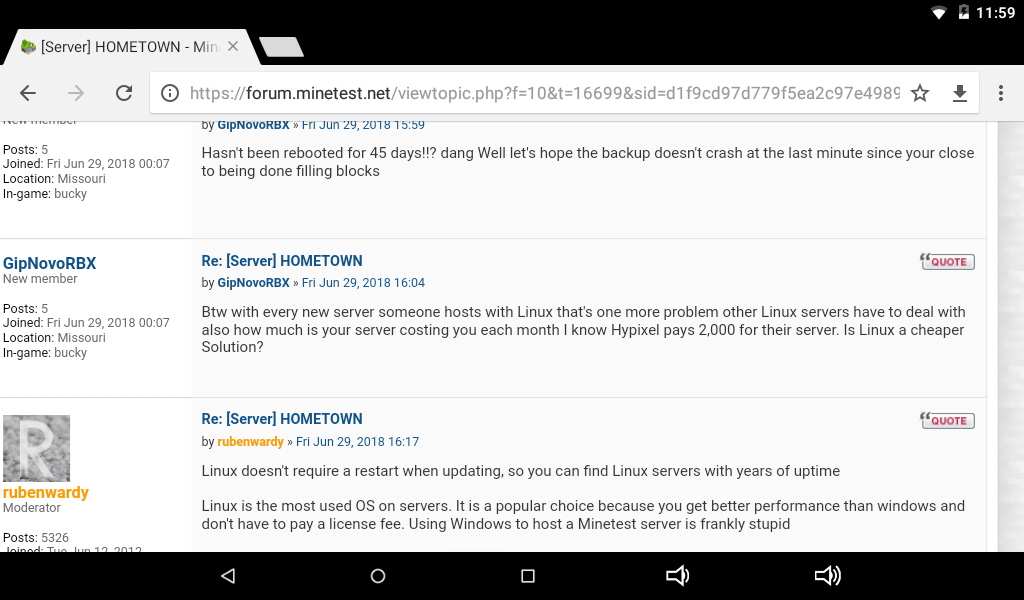 11:59
[Server] HOMETOWN - Min
https://forum.minetest.net/viewtopic.php?f=10&t=16699&sid=d1f9cd97d779f5ea2c97e4989
New member
by GipNovoRBX » Fri Jun 29, 2018 15:59
Posts: 5
Joined: Fri Jun 29, 2018 00:07
Location: Missouri
In-game: bucky
Hasn't been rebooted for 45 days!!? dang Well let's hope the backup doesn't crash at the last minute since your close
to being done filling blocks
GipNovoRBX
New member
Posts: 5
Joined: Fri Jun 29, 2018 00:07
Location: Missouri
In-game: bucky
Re: [Server] HOMETOWN
QUOTE
by GipNovoRBX » Fri Jun 29, 2018 16:04
Btw with every new server someone hosts with Linux that's one more problem other Linux servers have to deal with
also how much is your server costing you each month I know Hypixel pays 2,000 for their server. Is Linux a cheaper
Solution?
R
rubenwardy
Moderator
Posts: 5326
Joined: Tue Jun 12, 2012
Re: [Server] HOMETOWN
QUOTE
by rubenwardy » Fri Jun 29, 2018 16:17
Linux doesn't require a restart when updating, so you can find Linux servers with years of uptime
Linux is the most used OS on servers. It is a popular choice because you get better performance than windows and
don't have to pay a license fee. Using Windows to host a Minetest server is frankly stupid